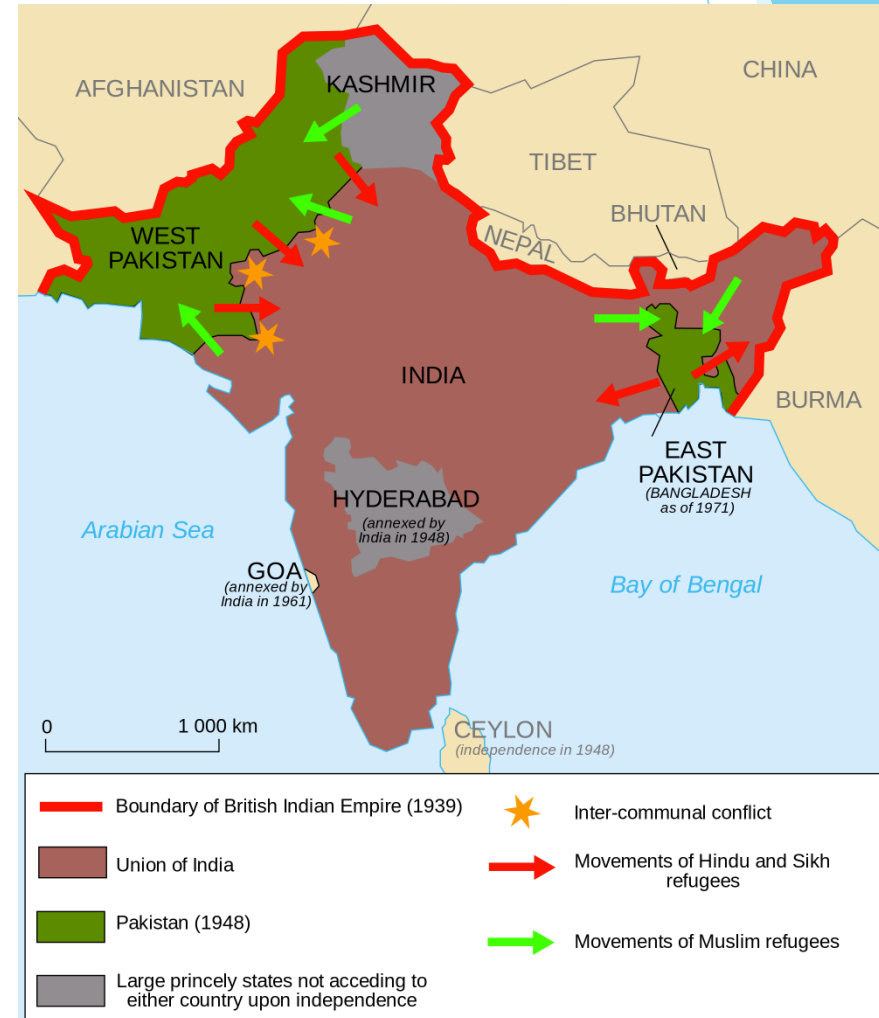 AFGHANISTAN
KASHMIR
CHINA
TIBET
BHUTAN
NEPAL
WEST
PAKISTAN
INDIA
BURMA
EAST
PAKISTAN
(BANGLADESH
as of 1971)
HYDERABAD
(annexed by
India in 1948)
Arabian Sea
GOA
(annexed by
India in 1961)
Bay of Bengal
0 1 000 km
CEYLON
(independence in 1948)
Boundary of British Indian Empire (1939)
Union of India
Pakistan (1948)
Large princely states not acceding to
either country upon independence
Inter-communal conflict
Movements of Hindu and Sikh
refugees
Movements of Muslim refugees